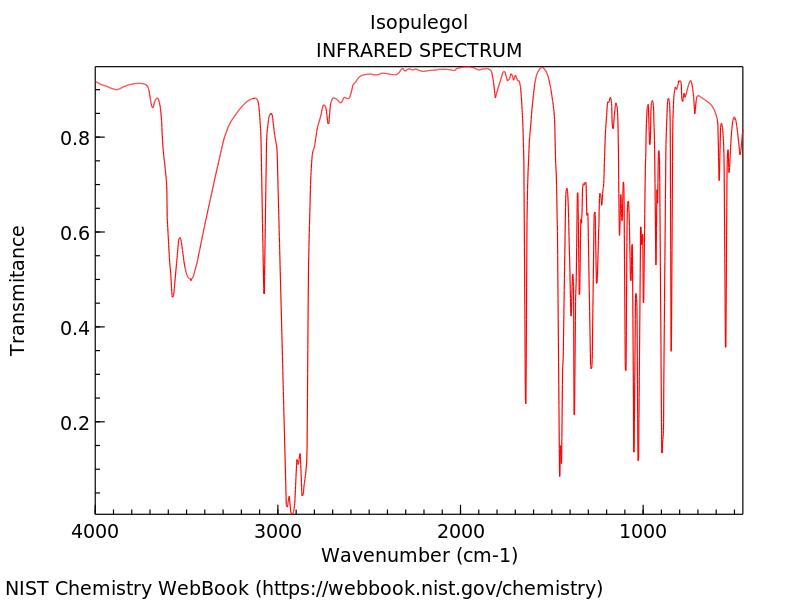 Isopulegol
INFRARED SPECTRUM
Transmitance
0.8
0.6
0.4
0.2
4000 3000 2000 1000
Wavenumber (cm-1)
NIST Chemistry WebBook (https://webbook.nist.gov/chemistry)